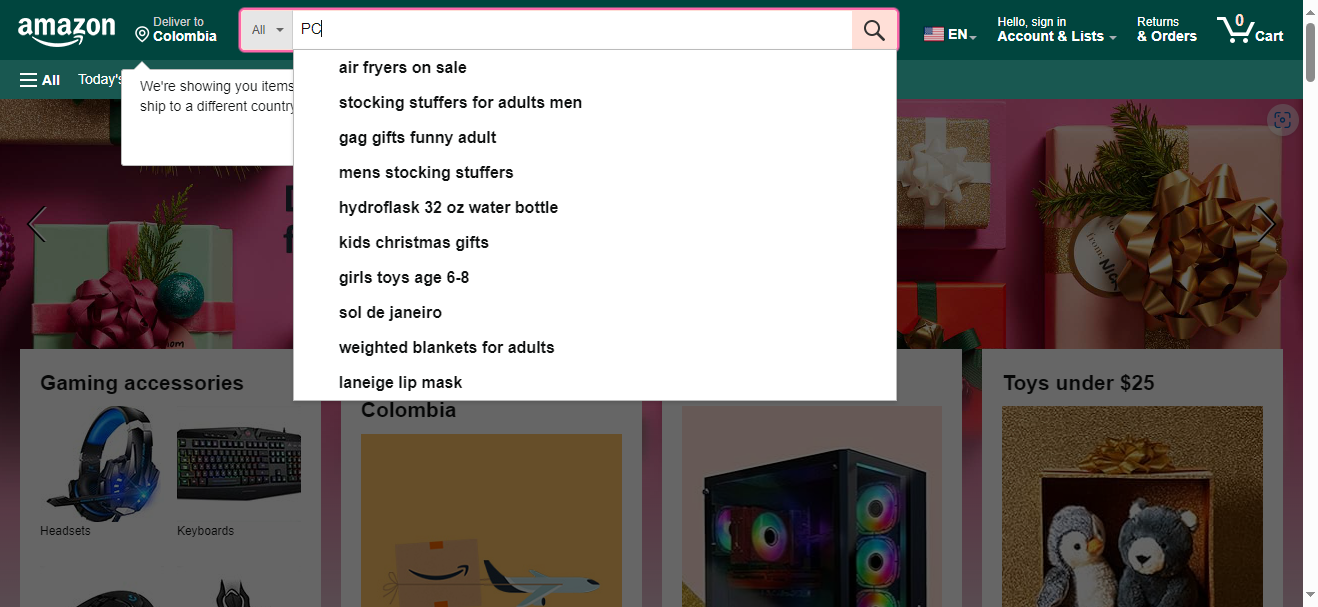 amazon
Deliver to
Colombia
All
PC
EN
Hello, sign in
Account & Lists
Returns
& Orders
0
Cart
All
Today's
We're showing you items
ship to a different country
air fryers on sale
stocking stuffers for adults men
gag gifts funny adult
mens stocking stuffers
hydroflask 32 oz water bottle
kids christmas gifts
girls toys age 6-8
sol de janeiro
weighted blankets for adults
laneige lip mask
from:
NICK
mom
Gaming accessories
Colombia
Toys under $25
Headsets
Keyboards